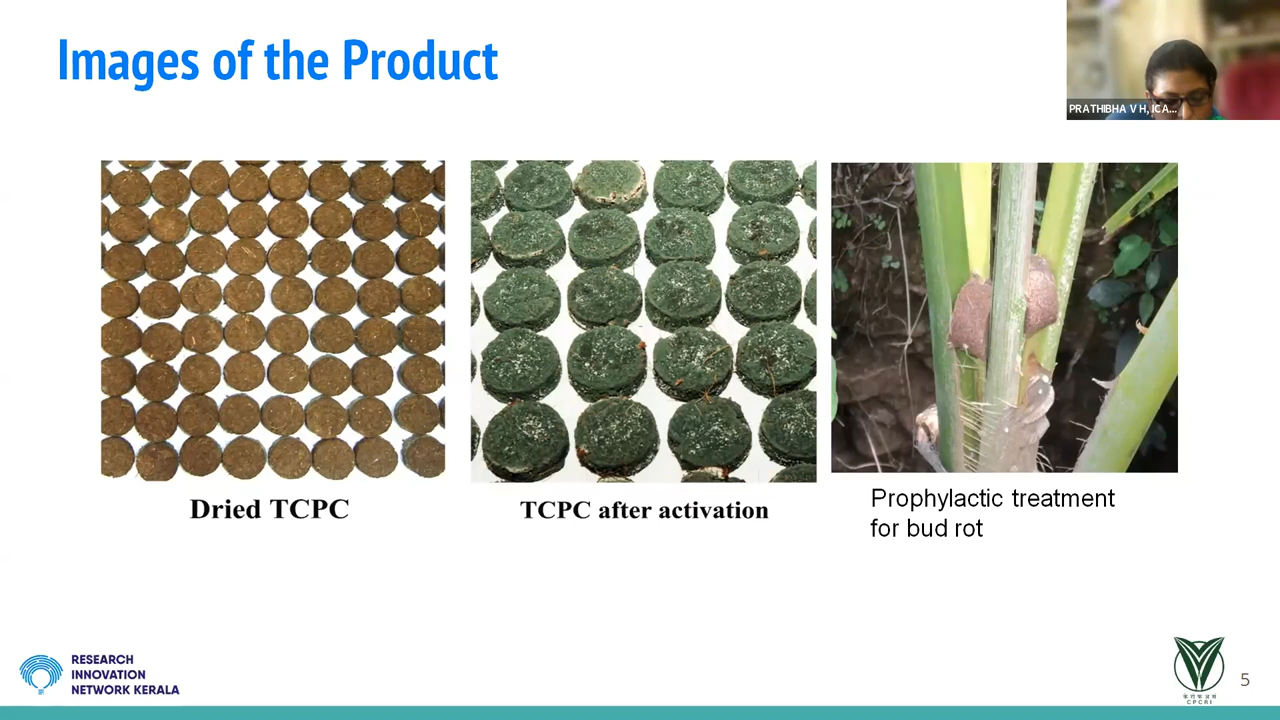 Images of the Product
PRATHIBHA V H, ICA...
Dried TCPC
TCPC after activation
Prophylactic treatment
for bud rot
RESEARCH
INNOVATION
NETWORK KERALA
CPCRI
5